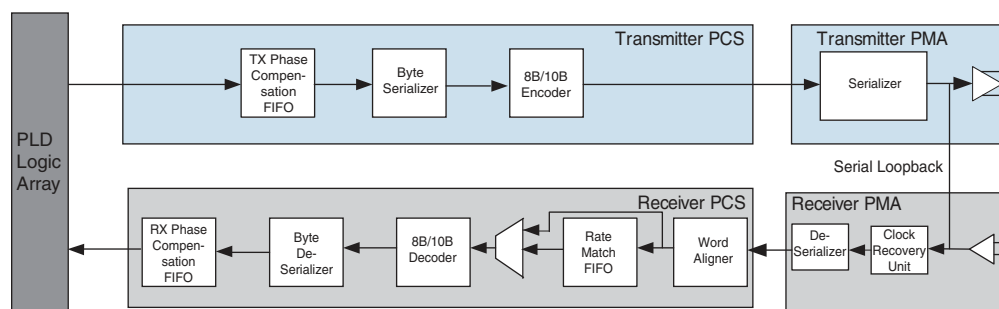 Transmitter PCS
Transmitter PMA
TX Phase
Compen-
sation
FIFO
Byte
Serializer
8B/10B
Encoder
Serializer
PLD
Logic
Array
Serial Loopback
Receiver PCS
Receiver PMA
RX Phase
Compen-
sation
FIFO
Byte
De-
Serializer
8B/10B
Decoder
Rate
Match
FIFO
Word
Aligner
De-
Serializer
Clock
Recovery
Unit